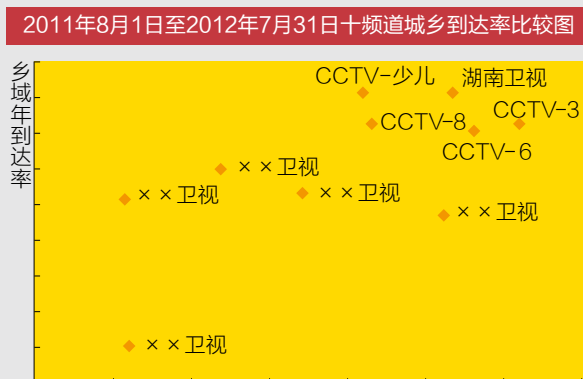 2011年8月1日至2012年7月31日十频道城乡到达率比较图
乡域年到达率
CCTV-少儿
湖南卫视
CCTV-3
CCTV-8
CCTV-6
××卫视
××卫视
××卫视
××卫视
××卫视